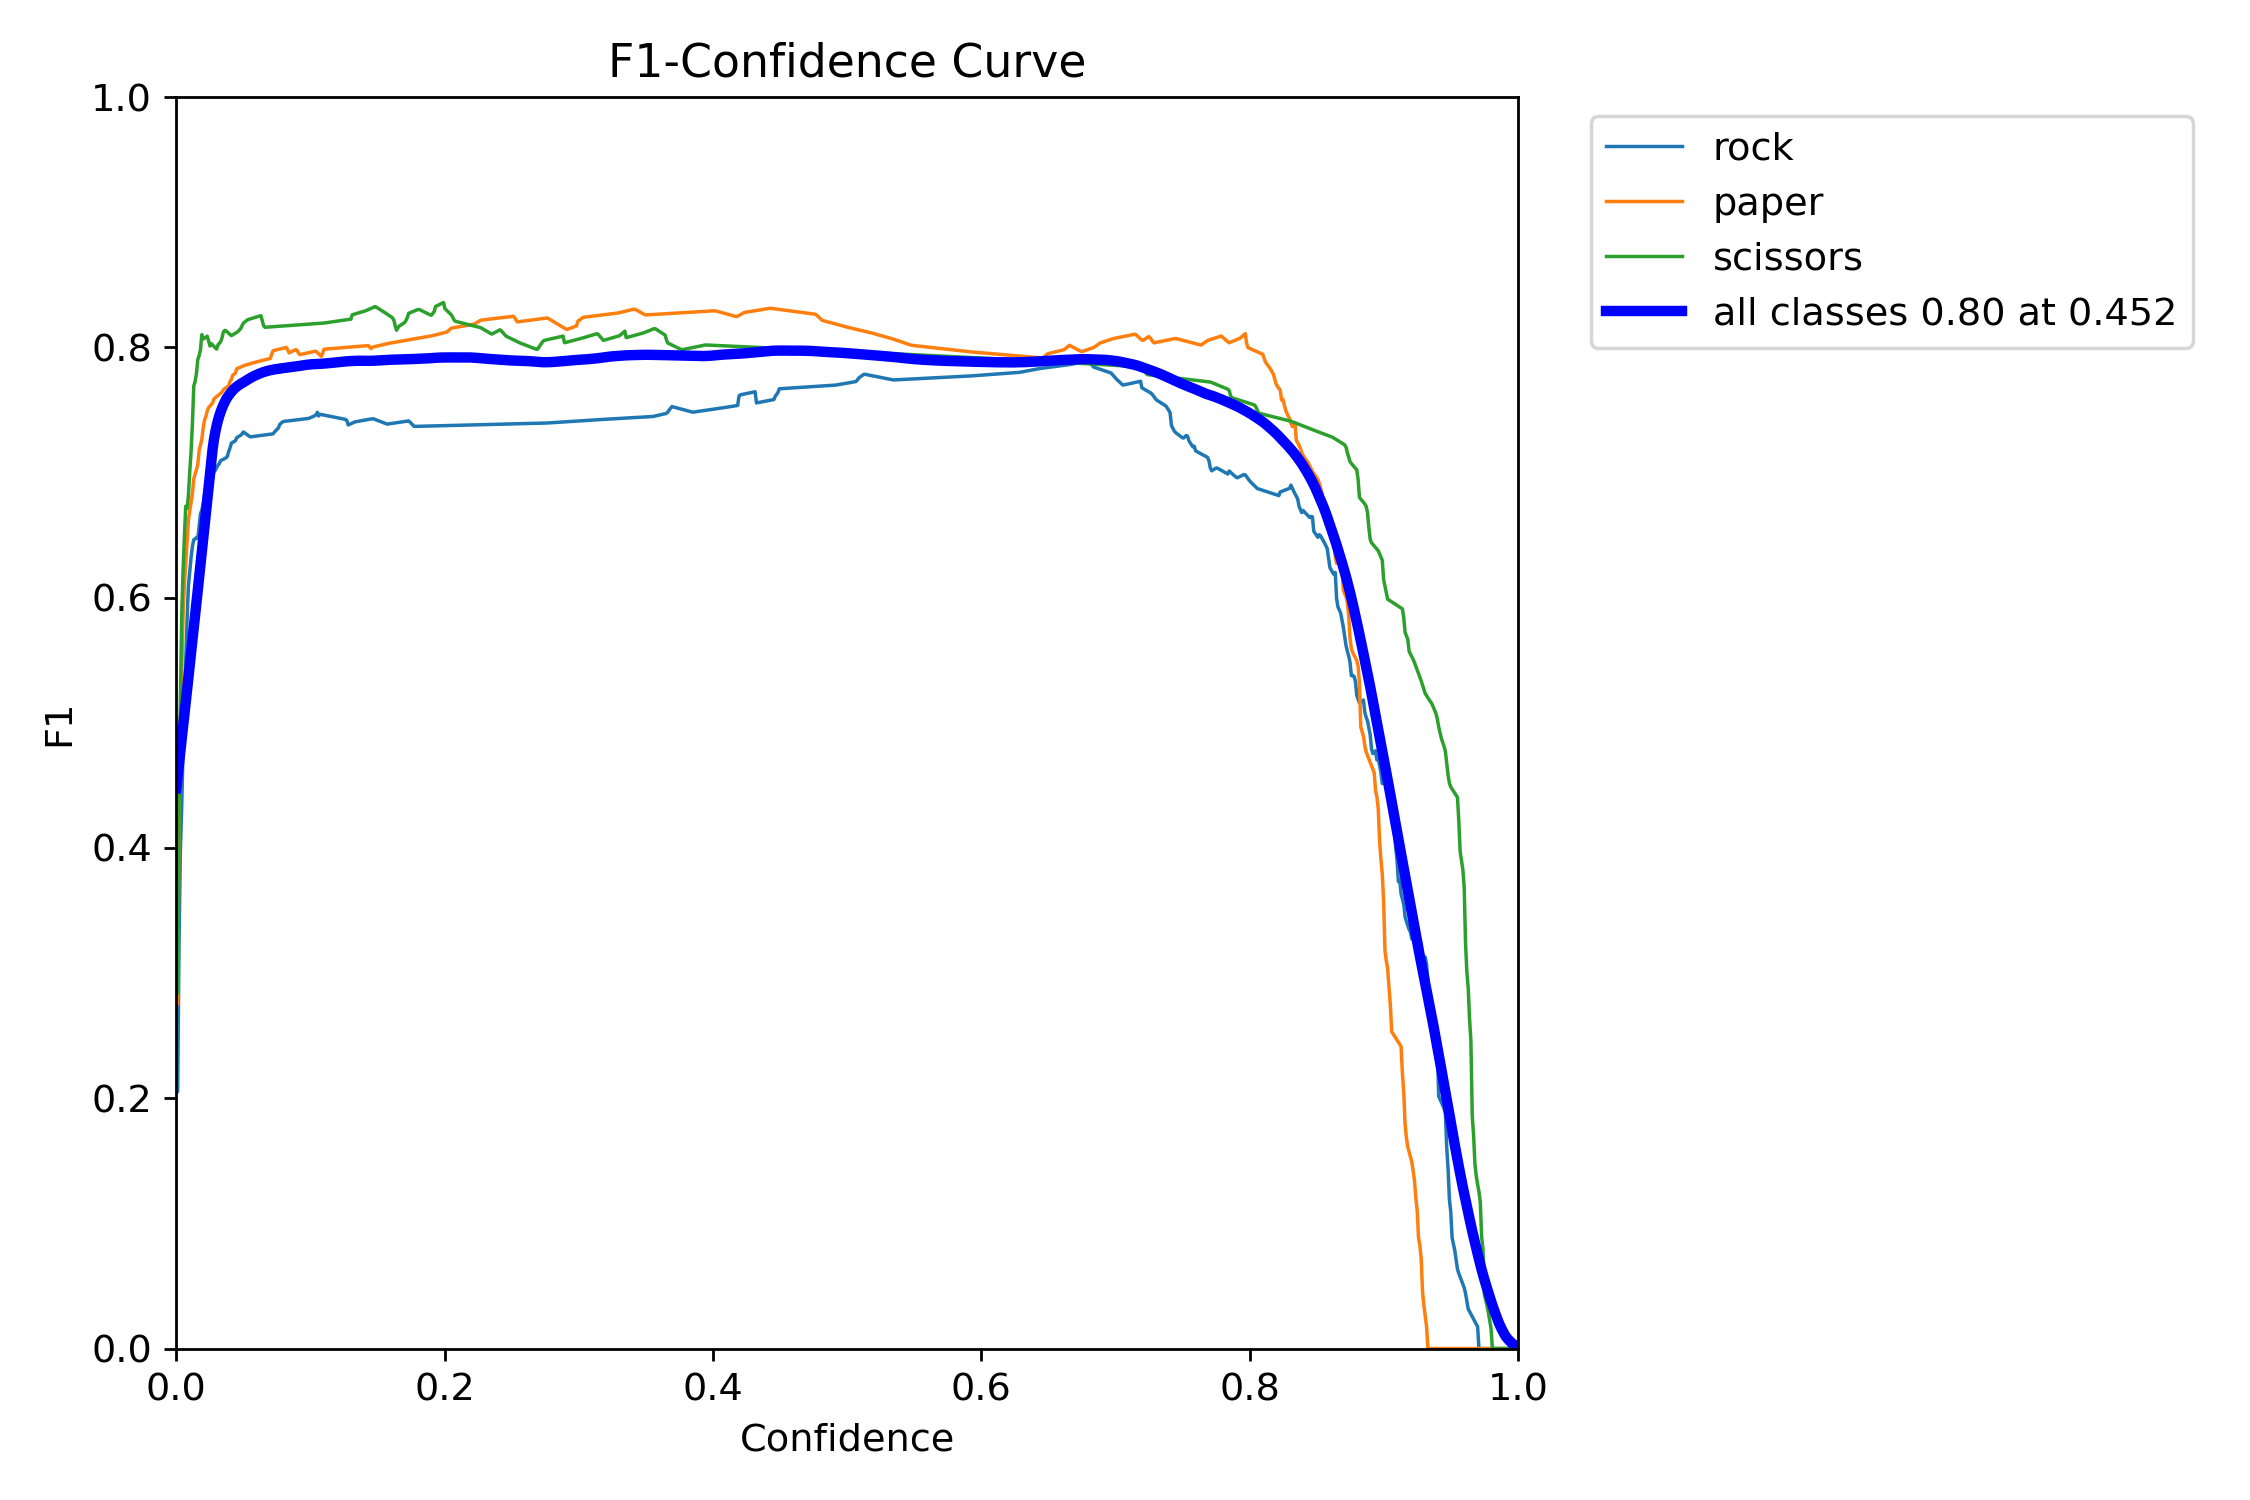 F1-Confidence Curve
1.0
0.8
0.6
0.4
0.2
0.0
F1
0.0 0.2 0.4 0.6 0.8 1.0
Confidence
rock
paper
scissors
all classes 0.80 at 0.452